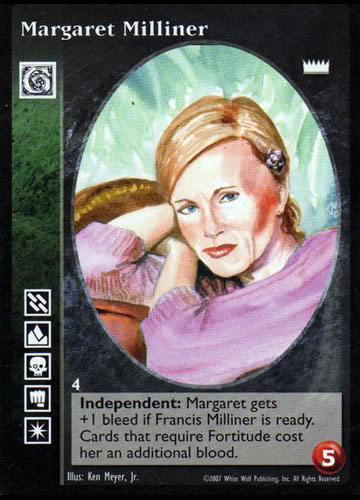 Margaret Milliner
4
Independent: Margaret gets
+1 bleed if Francis Milliner is ready.
Cards that require Fortitude cost
her an additional blood.
5
Illus: Ken Meyer, Jr.
©2007 White Wolf Publishing, Inc. All Rights Reserved